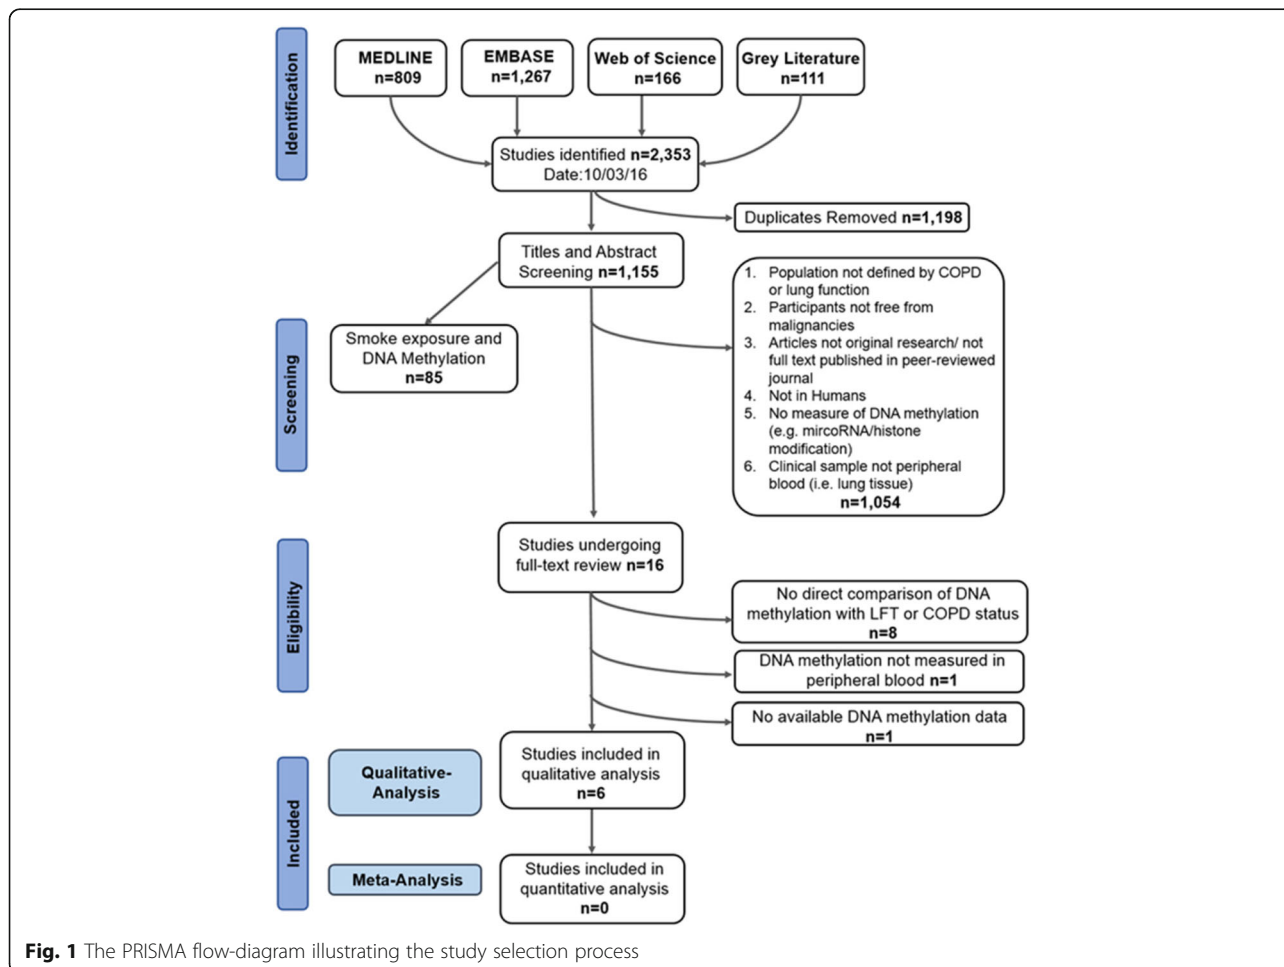 Identification
MEDLINE
n=809
EMBASE
n=1,267
Web of Science
n=166
Grey Literature
n=111
Studies identified n=2,353
Date:10/03/16
Duplicates Removed n=1,198
Titles and Abstract
Screening n=1,155
Screening
Smoke exposure and
DNA Methylation
n=85
1. Population not defined by COPD
or lung function
2. Participants not free from
malignancies
3. Articles not original research/ not
full text published in peer-reviewed
journal
4. Not in Humans
5. No measure of DNA methylation
(e.g. mircoRNA/histone
modification)
6. Clinical sample not peripheral
blood (i.e. lung tissue)
n=1,054
Eligibility
Studies undergoing
full-text review n=16
No direct comparison of DNA
methylation with LFT or COPD status
n=8
DNA methylation not measured in
peripheral blood n=1
No available DNA methylation data
n=1
Included
Qualitative-
Analysis
Studies included in
qualitative analysis
n=6
Meta-Analysis
Studies included in
quantitative analysis
n=0
Fig. 1 The PRISMA flow-diagram illustrating the study selection process